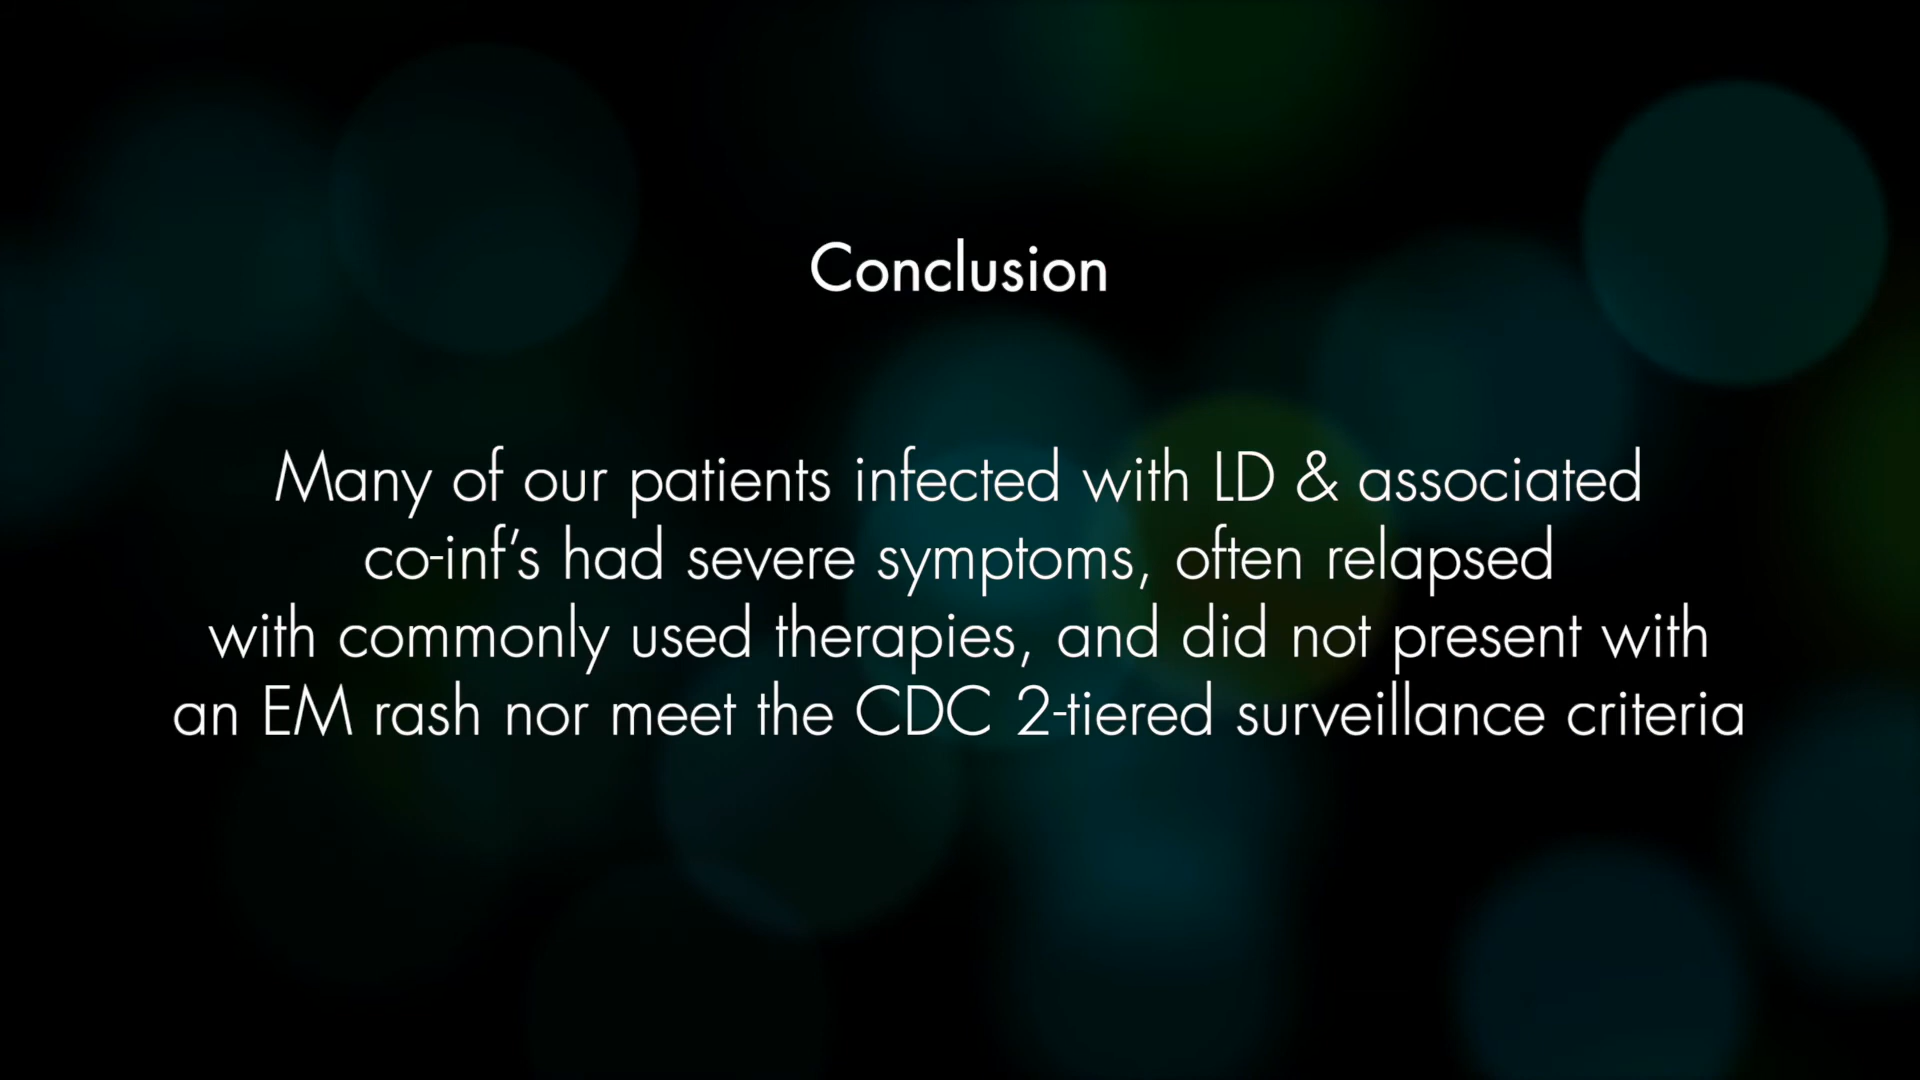 Conclusion
Many of our patients infected with LD & associated
co-inf’s had severe symptoms, often relapsed
with commonly used therapies, and did not present with
an EM rash nor meet the CDC 2-tiered surveillance criteria